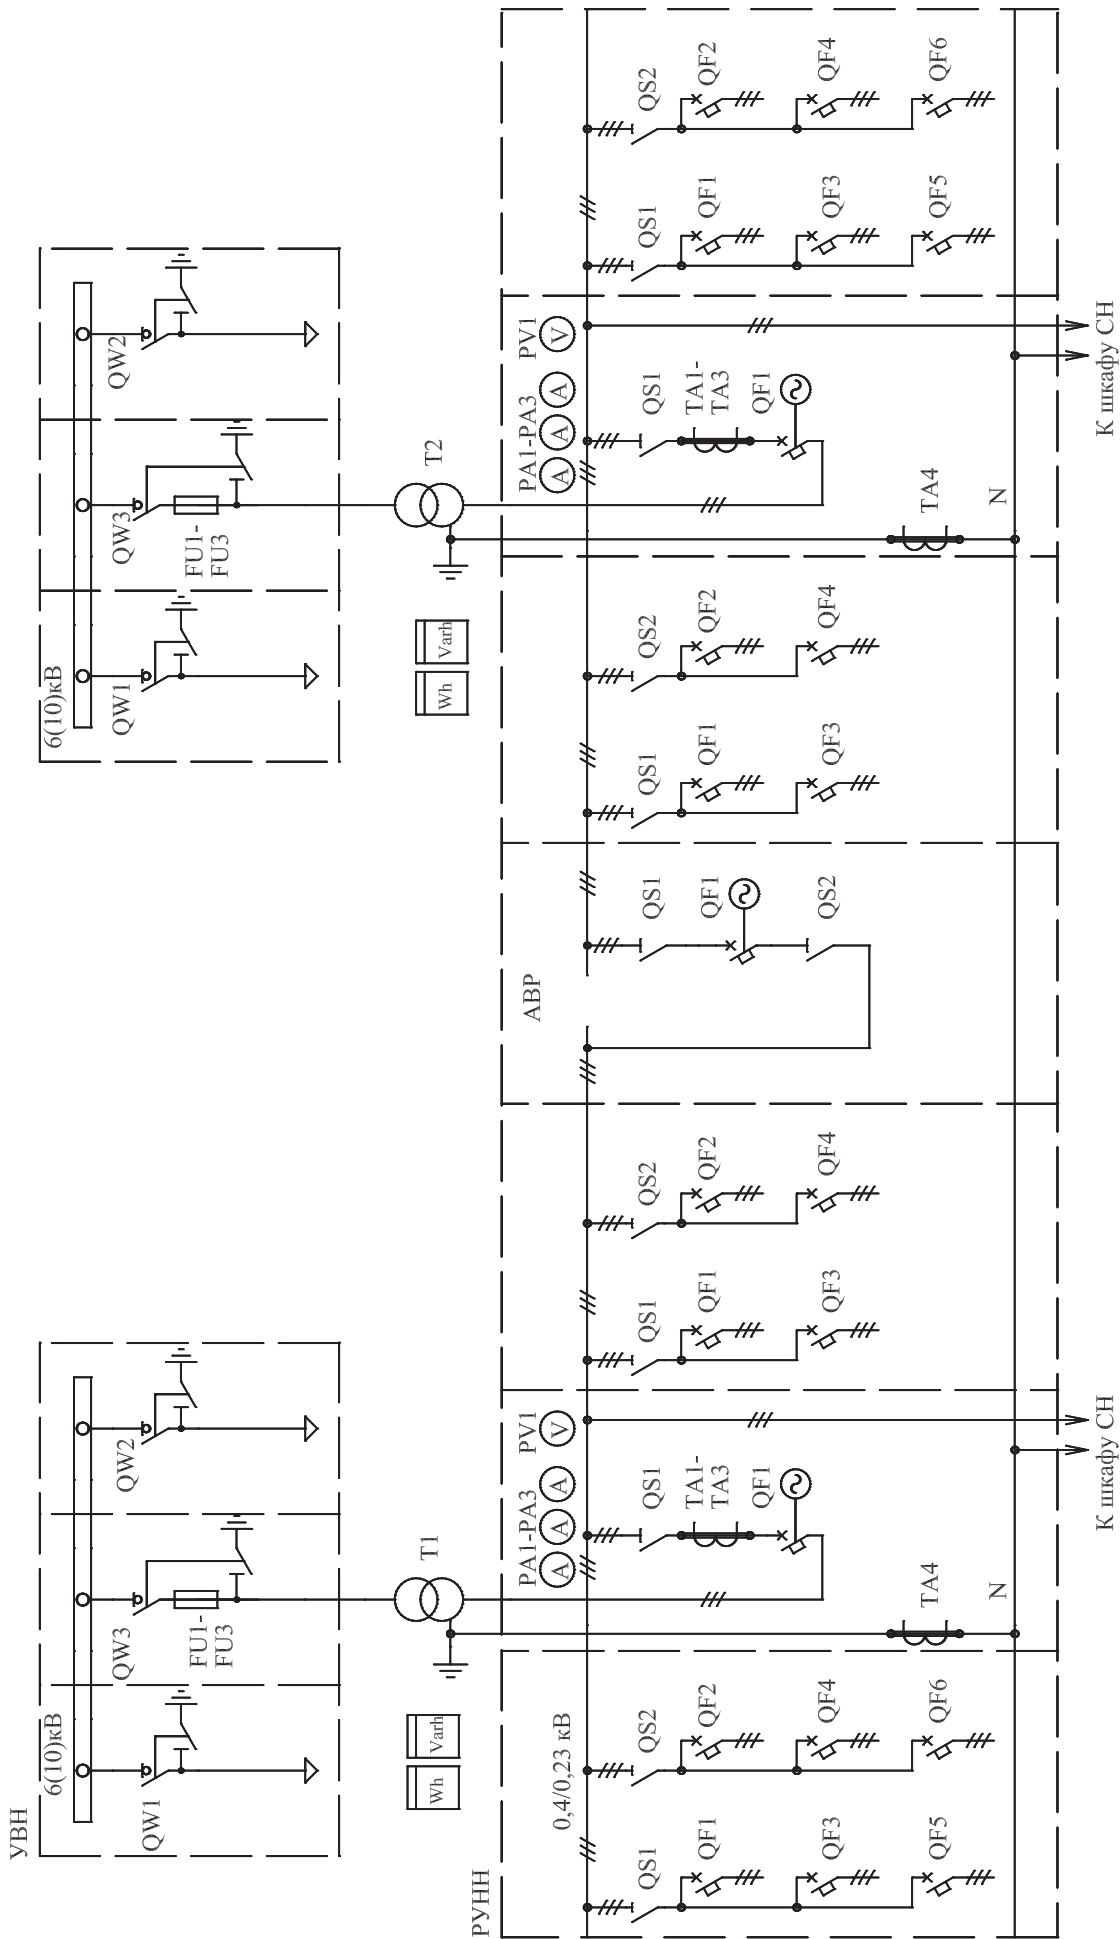 УВН
6(10)кВ
QW1
QW3
FU1-
FU3
QW2
6(10)кВ
QW1
QW3
FU1-
FU3
QW2
Wh
Varh
T1
Wh
Varh
T2
РУНН
0,4/0,23 кВ
QS1
QF1
QF3
QF5
QS2
QF2
QF4
QF6
PA1-PA3
A
A
A
PV1
V
QS1
TA1-
TA3
QF1
TA4
N
К шкафу СН
QS1
QF1
QF3
QS2
QF2
QF4
АВР
QS1
QF1
QS2
QS1
QF1
QF3
QS2
QF2
QF4
PA1-PA3
A
A
A
PV1
V
QS1
TA1-
TA3
QF1
TA4
N
К шкафу СН
QS1
QF1
QF3
QF5
QS2
QF2
QF4
QF6